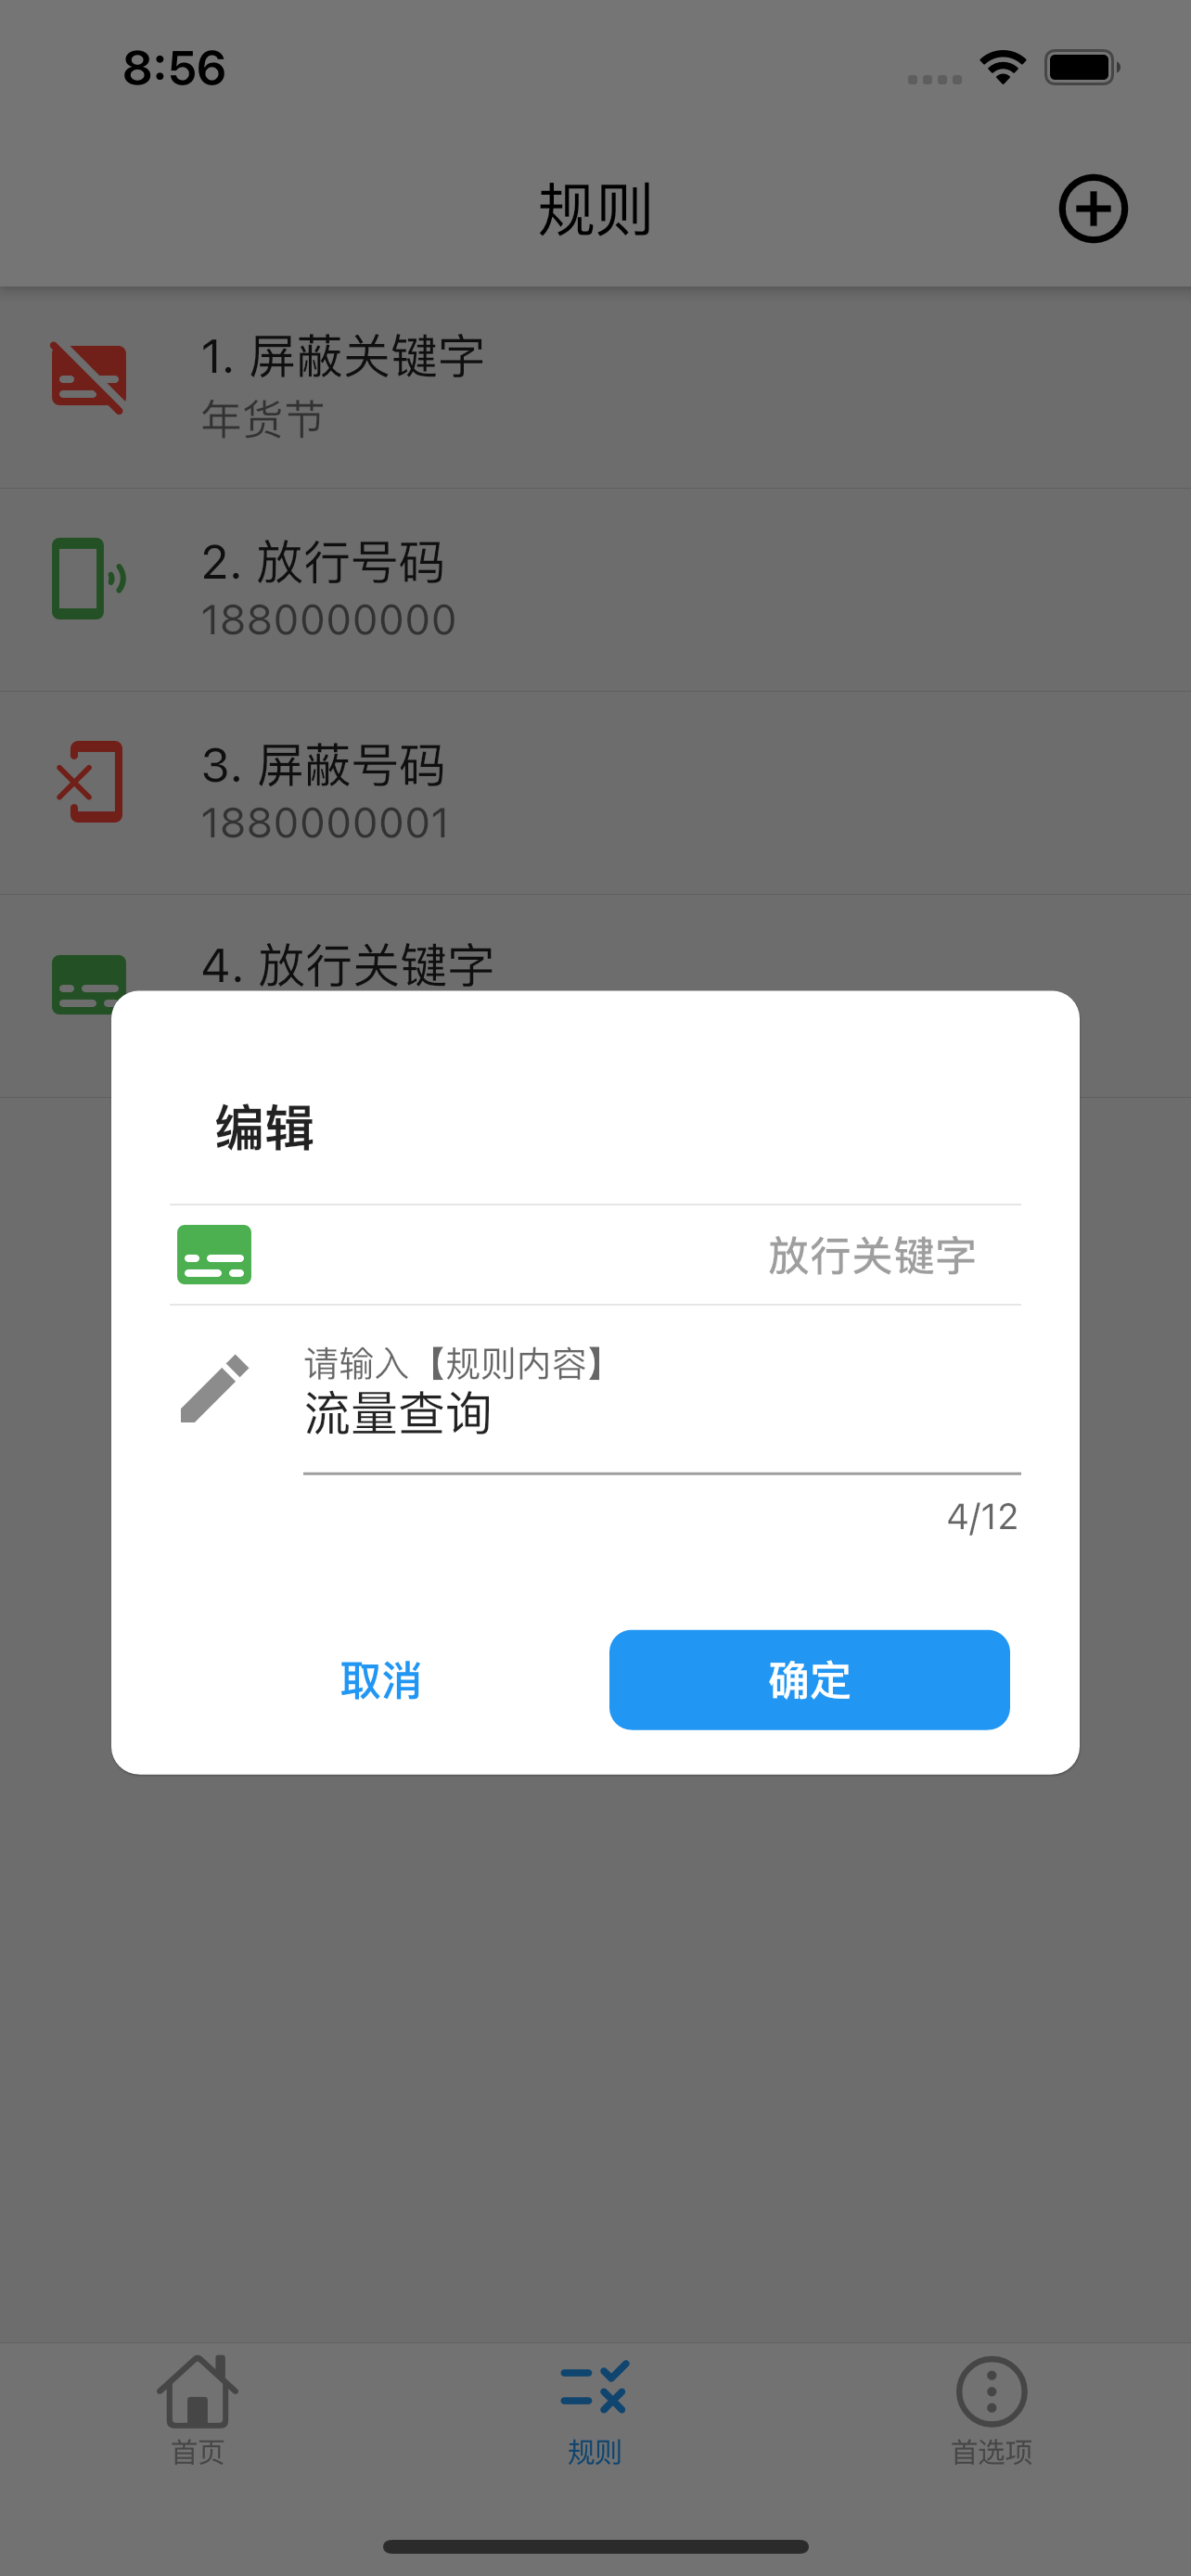 8:56
规则
1. 屏蔽关键字
年货节
2. 放行号码
1880000000
3. 屏蔽号码
1880000001
4. 放行关键字
编辑
放行关键字
请输入【规则内容】
流量查询
4/12
取消
确定
首页
规则
首选项